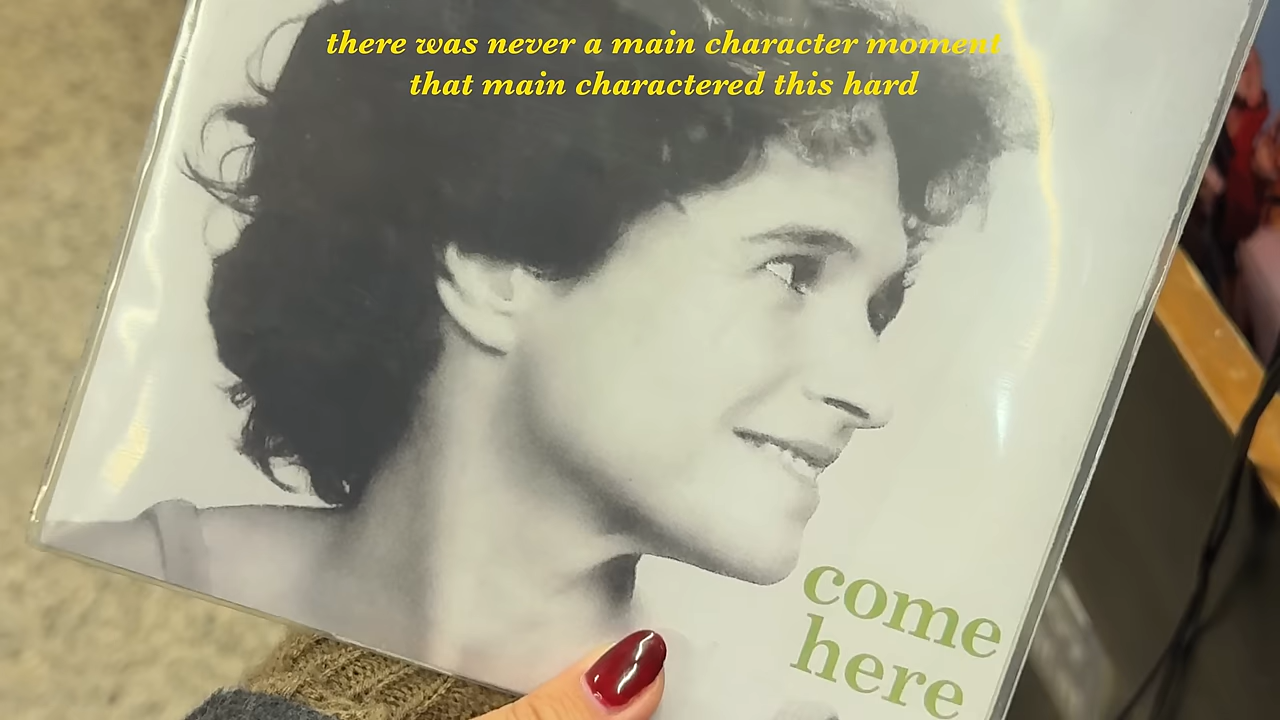 there was never a main character moment
that main charactered this hard
come
here